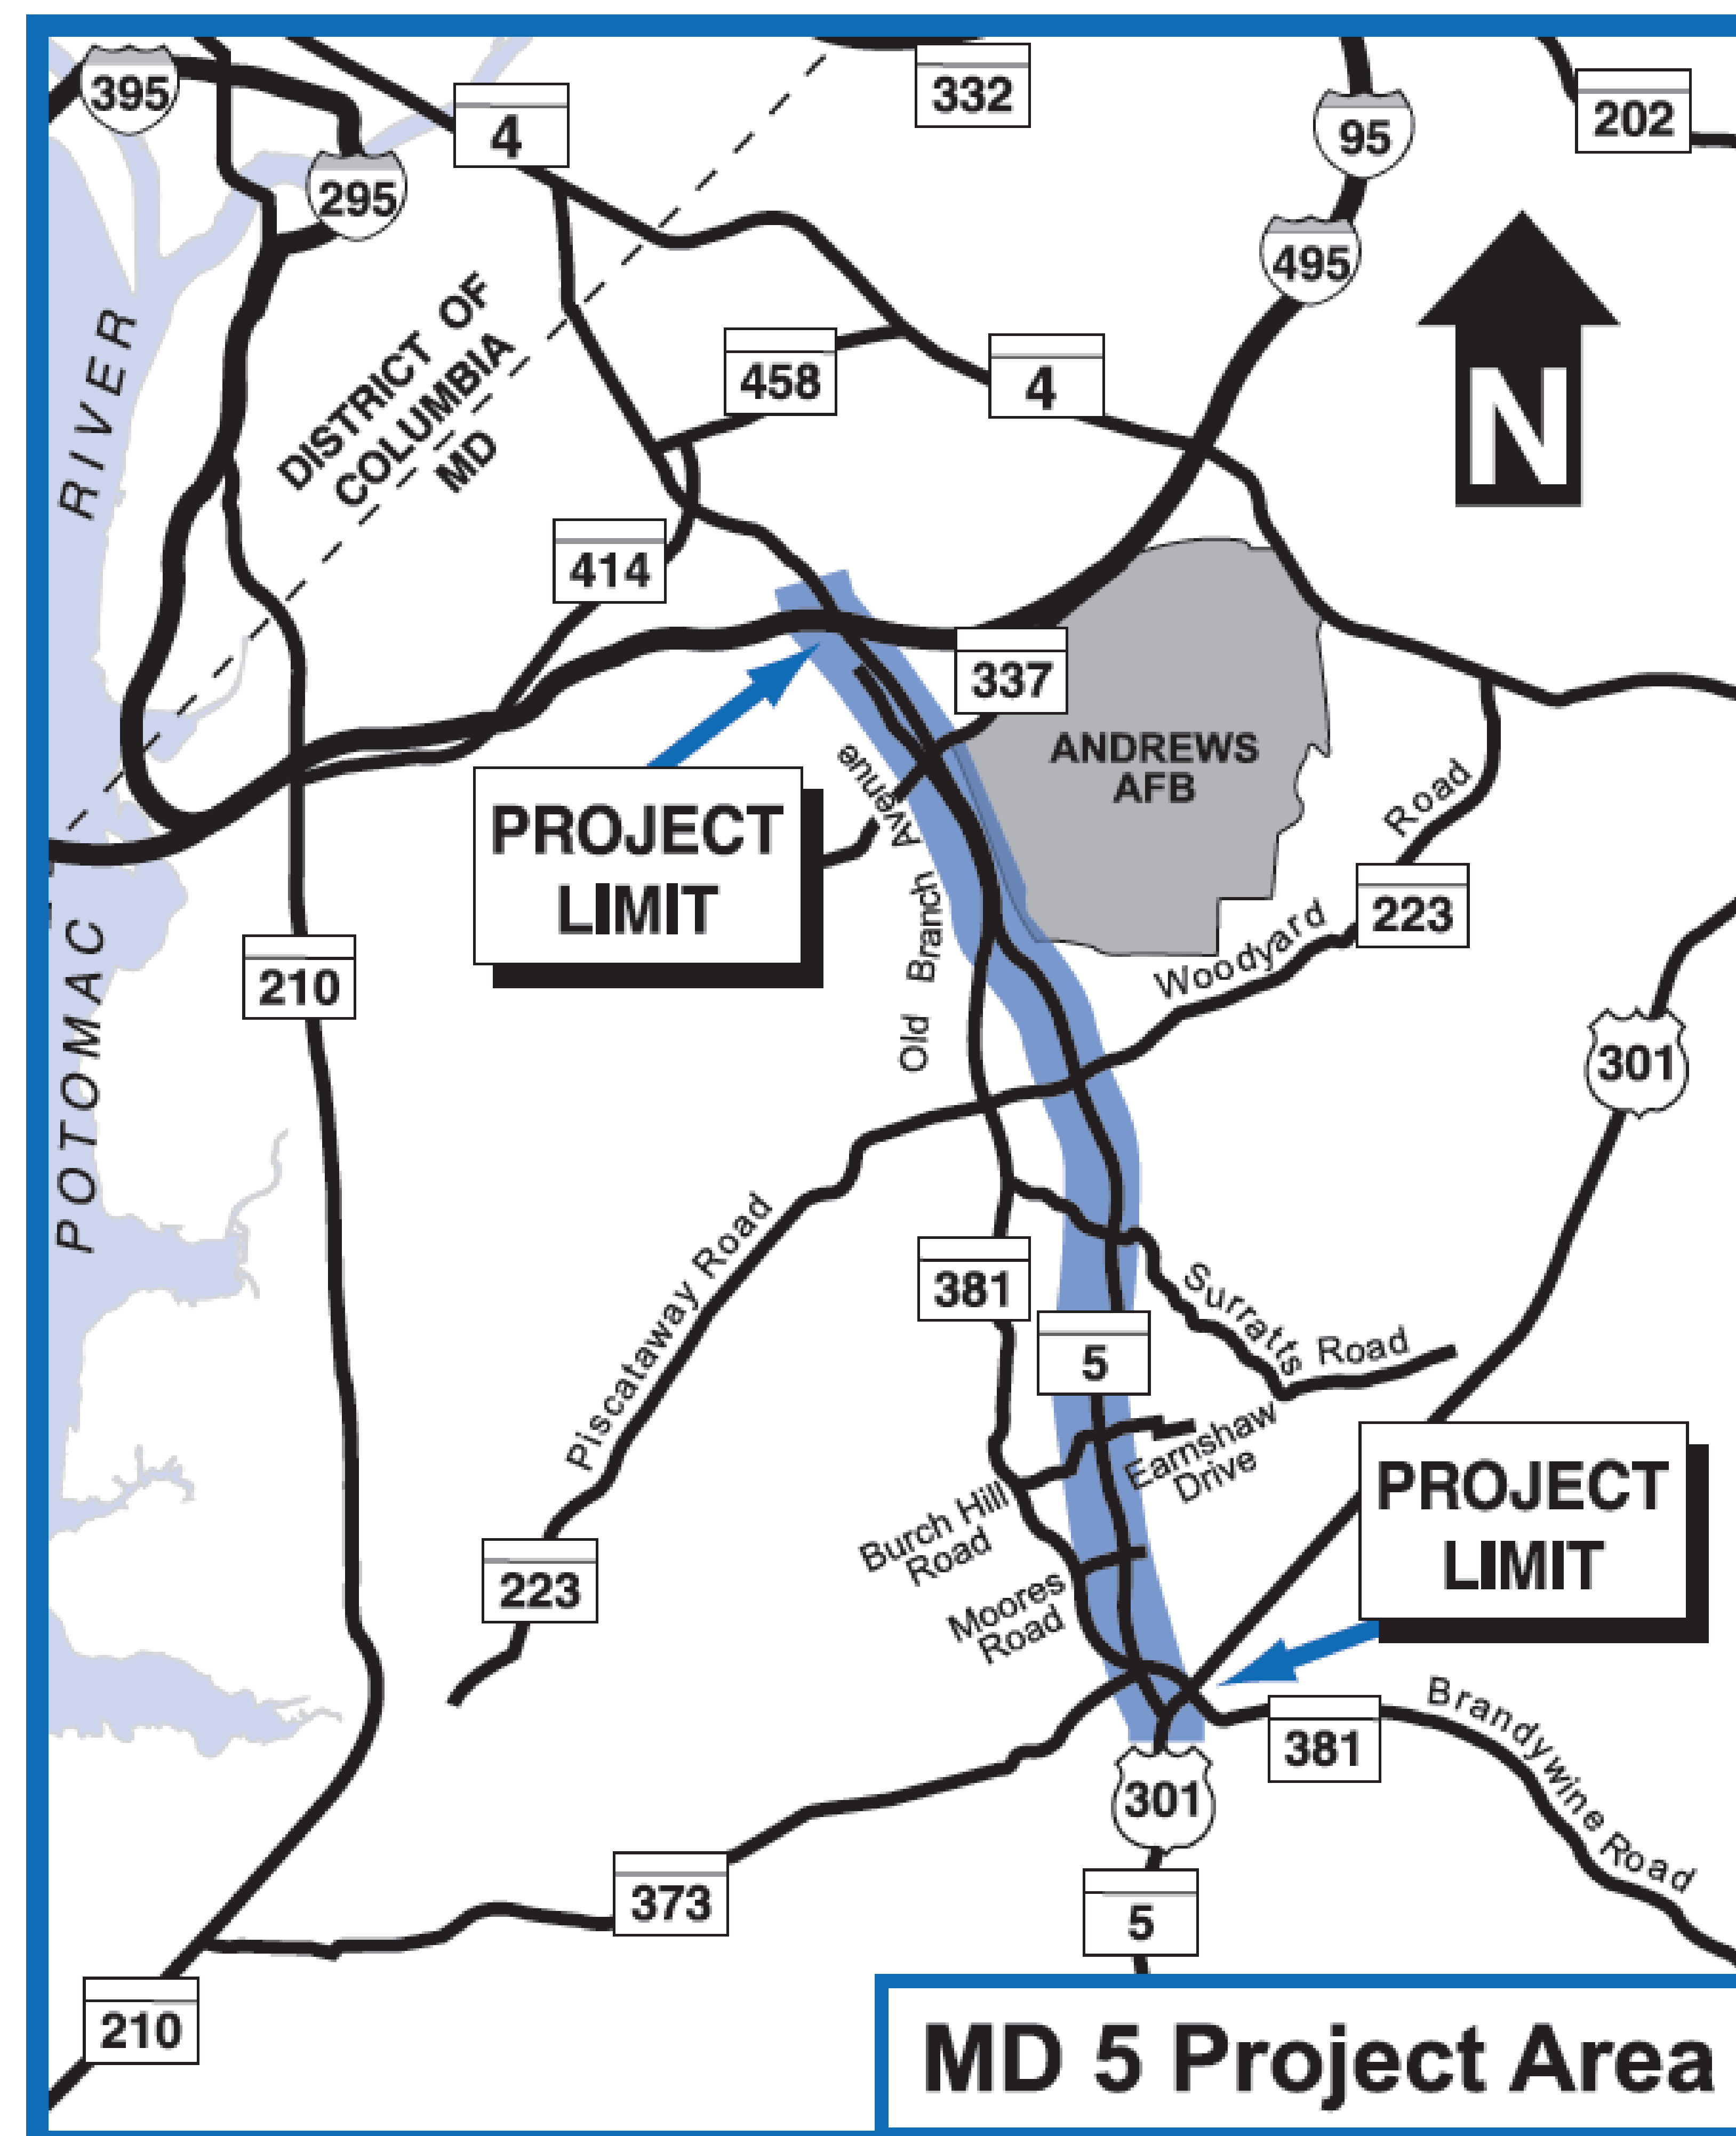 395
4
332
95
202
295
495
RIVER
DISTRICT OF
COLUMBIA
MD
458
4
N
414
337
ANDREWS
AFB
PROJECT
LIMIT
Road
223
Woodyard
210
POTOMAC
Old Branch Avenue
301
Piscataway Road
381
5
Surratts Road
Earnshaw
Drive
Burch Hill
Road
PROJECT
LIMIT
223
Moores
Road
381
Brandywine Road
301
373
5
210
MD 5 Project Area